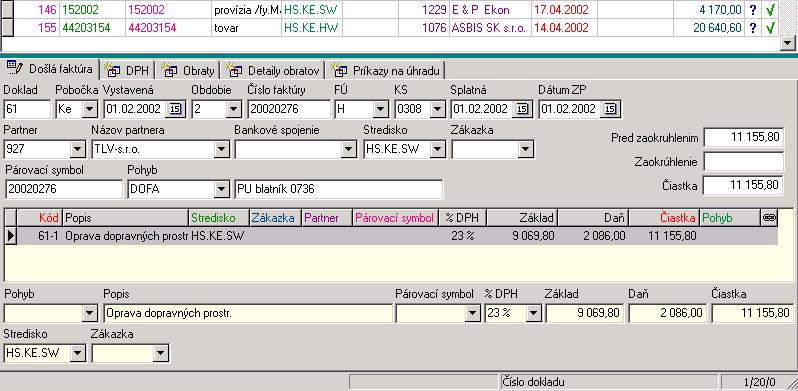 146 152002 152002 provízia /fy.M HS.KE.SW 1229 E & P Ekon 17.04.2002 4 170,00 ? √
155 44203154 44203154 tovar HS.KE.HW 1076 ASBIS SK s.r.o. 14.04.2002 20 640,60 ? √
Došlá faktúra DPH Obraty Detaily obratov Príkazy na úhradu
Doklad Pobočka Vystavená Obdobie Číslo faktúry FÚ KS Splatná Dátum ZP
61 Ke 01.02.2002 15 2 20020276 H 0308 01.02.2002 15 01.02.2002 15
Partner Názov partnera Bankové spojenie Stredisko Zákazka Pred zaokruhlenim 11 155,80
927 TLV-s.r.o. HS.KE.SW Zaokrúhlenie
Párovací symbol Pohyb Čiastka 11 155,80
20020276 DOFA PU blatník 0736
Kód Popis Stredisko Zákazka Partner Párovací symbol % DPH Základ Daň Čiastka Pohyb
61-1 Oprava dopravných prostr HS.KE.SW 23 % 9 069,80 2 086,00 11 155,80
Pohyb Popis Párovací symbol % DPH Základ Daň Čiastka
Oprava dopravných prostr. 23 % 9 069,80 2 086,00 11 155,80
Stredisko Zákazka
HS.KE.SW
Číslo dokladu 1/20/0